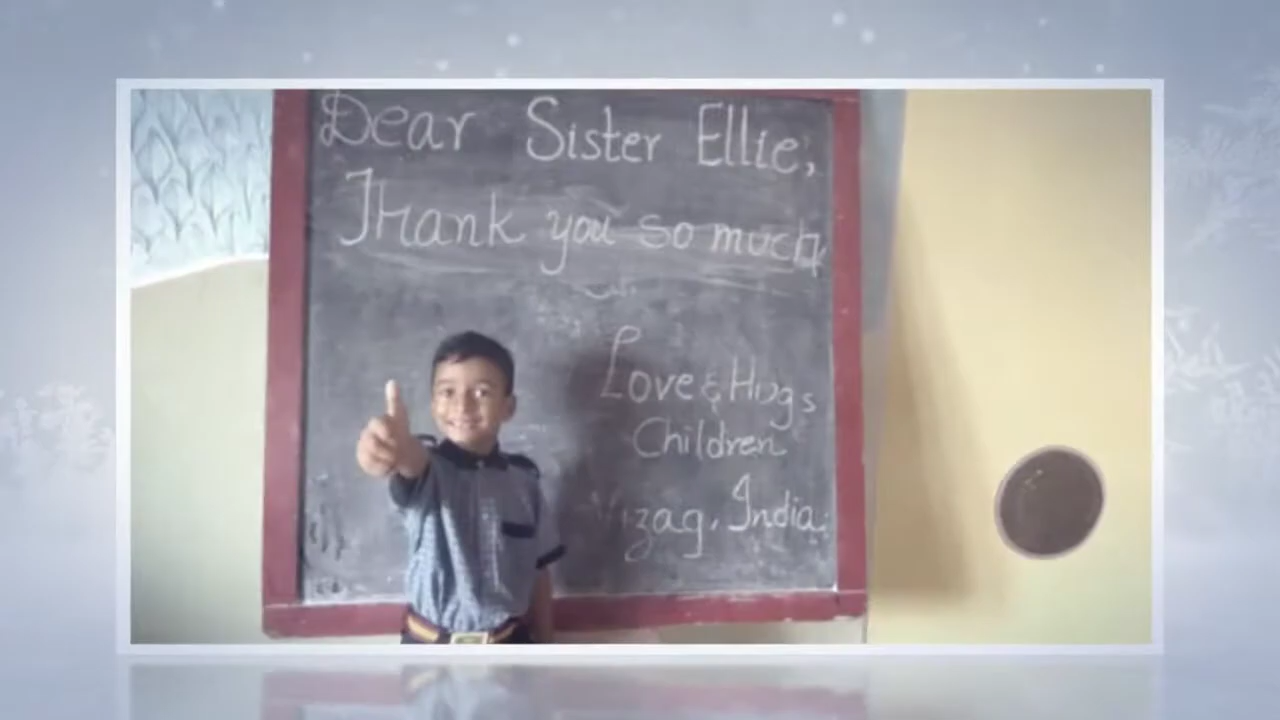 Dear Sister Ellie,
Thank you so much
Love & Hugs
Children
Vizag, India.